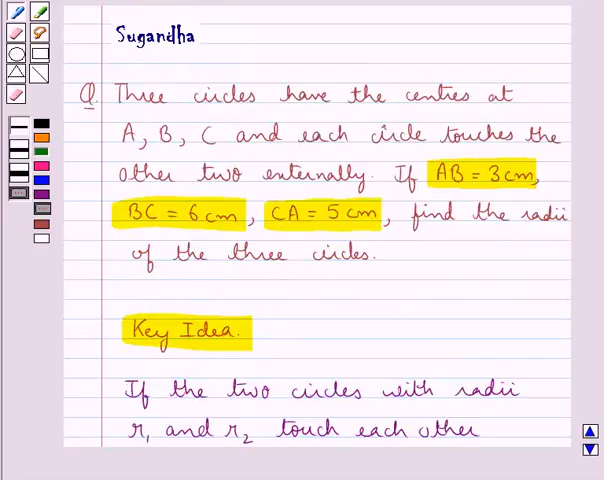 Sugandha
Q. Three circles have the centres at
A, B, C and each circle touches the
other two externally. If AB = 3 cm,
BC = 6 cm, CA = 5 cm, find the radii
of the three circles.
Key Idea.
If the two circles with radii
r₁ and r₂ touch each other